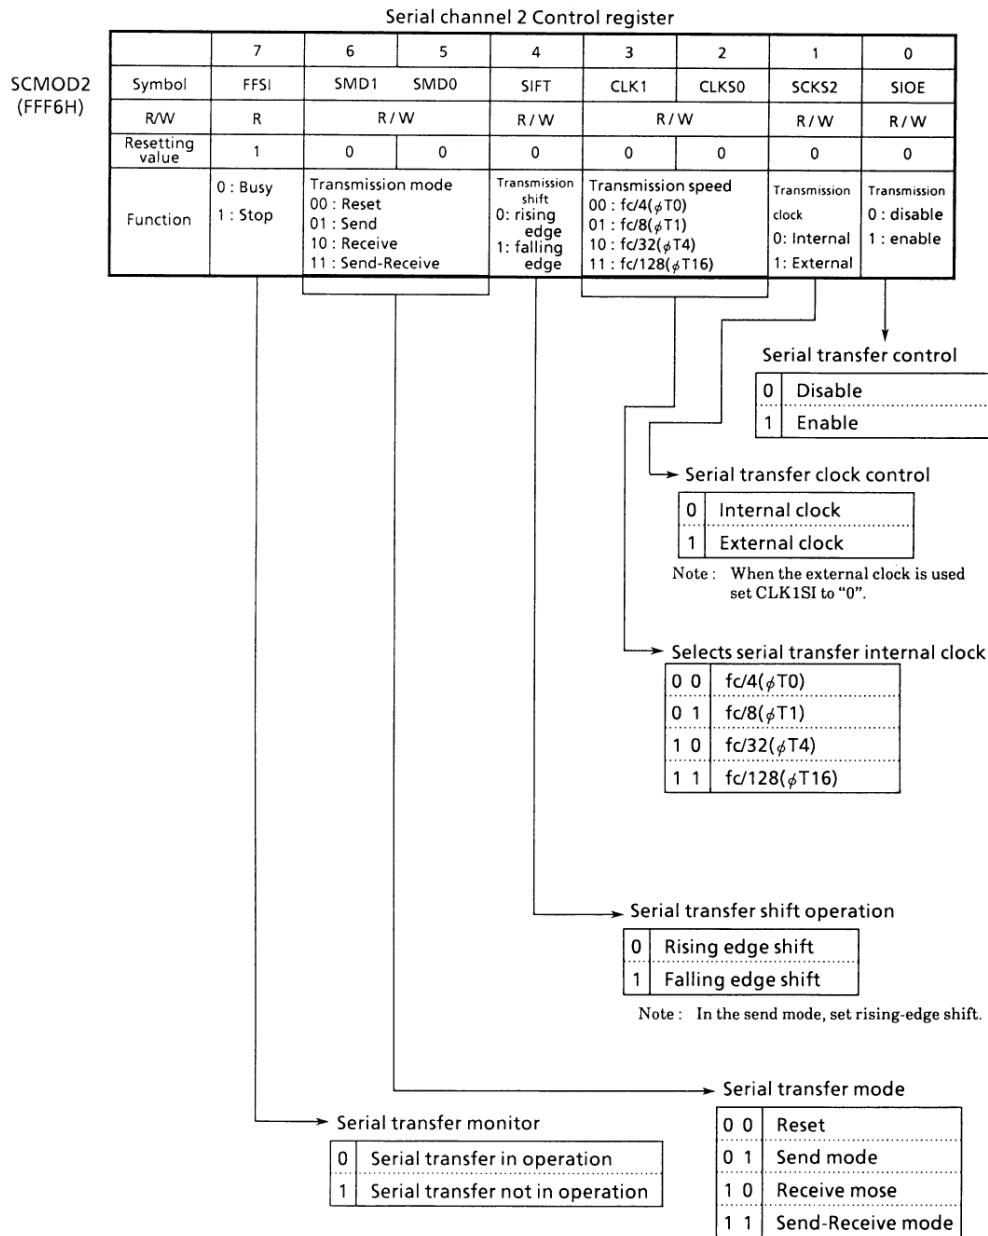 Serial channel 2 Control register
7 6 5 4 3 2 1 0
SCMOD2
(FFF6H)
Symbol FFSI SMD1 SMD0 SIFT CLK1 CLKS0 SCKS2 SIOE
R/W R R / W R / W R / W R / W R / W
Resetting
value
1 0 0 0 0 0 0 0
Function
0 : Busy
1 : Stop
Transmission mode
00 : Reset
01 : Send
10 : Receive
11 : Send-Receive
Transmission
shift
0: rising
edge
1: falling
edge
Transmission speed
00 : fc/4(ϕT0)
01 : fc/8(ϕT1)
10 : fc/32(ϕT4)
11 : fc/128(ϕT16)
Transmission
clock
0: Internal
1: External
Transmission
0 : disable
1 : enable
Serial transfer control
0 Disable
1 Enable
Serial transfer clock control
0 Internal clock
1 External clock
Note : When the external clock is used
set CLK1SI to “0”.
Selects serial transfer internal clock
0 0 fc/4(ϕT0)
0 1 fc/8(ϕT1)
1 0 fc/32(ϕT4)
1 1 fc/128(ϕT16)
Serial transfer shift operation
0 Rising edge shift
1 Falling edge shift
Note : In the send mode, set rising-edge shift.
Serial transfer mode
0 0 Reset
0 1 Send mode
1 0 Receive mose
1 1 Send-Receive mode
Serial transfer monitor
0 Serial transfer in operation
1 Serial transfer not in operation